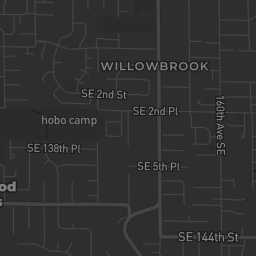 WILLOWBROOK
SE 2nd St
SE 2nd Pl
160th Ave SE
hobo camp
SE 138th Pl
SE 5th Pl
SE 144th St